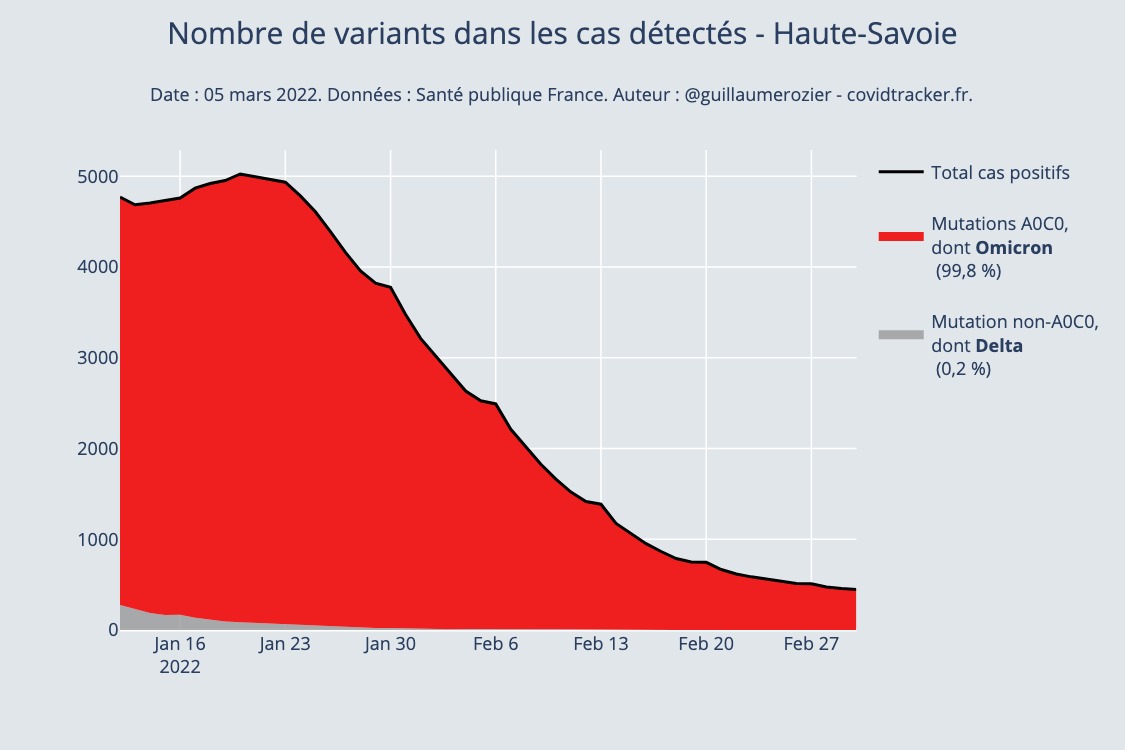 Nombre de variants dans les cas détectés - Haute-Savoie
Date : 05 mars 2022. Données : Santé publique France. Auteur : @guillaumerozier - covidtracker.fr.
5000
4000
3000
2000
1000
0
Jan 16
2022
Jan 23
Jan 30
Feb 6
Feb 13
Feb 20
Feb 27
Total cas positifs
Mutations A0C0,
dont Omicron
(99,8 %)
Mutation non-A0C0,
dont Delta
(0,2 %)